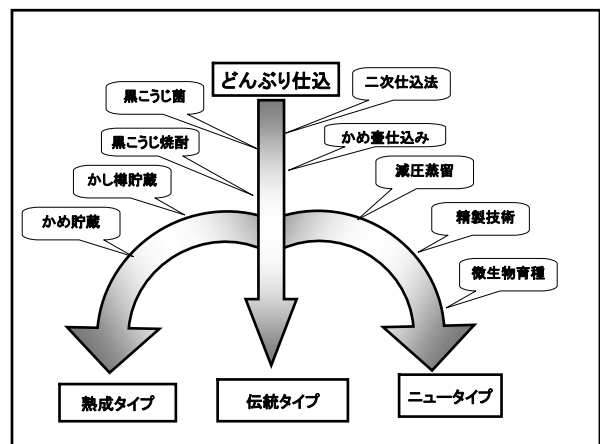 どんぶり仕込
黒こうじ菌
二次仕込法
黒こうじ焼酎
かめ壷仕込み
かし樽貯蔵
減圧蒸留
かめ貯蔵
精製技術
微生物育種
熟成タイプ
伝統タイプ
ニュータイプ